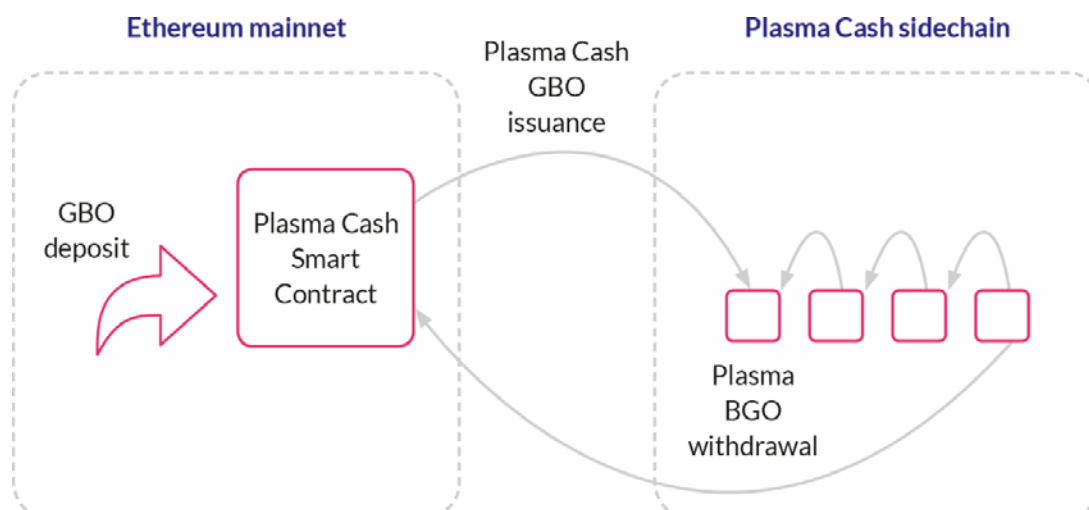 Ethereum mainnet
Plasma Cash sidechain
Plasma Cash
GBO
issuance
GBO
deposit
Plasma Cash
Smart
Contract
Plasma
BGO
withdrawal